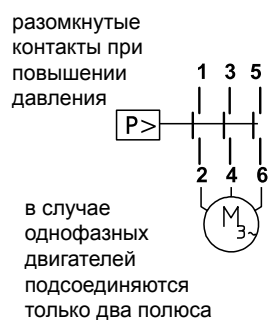 разомкнутые
контакты при
повышении
давления
1 3 5
P>
2 4 6
M
3~
в случае
однофазных
двигателей
подсоединяются
только два полюса